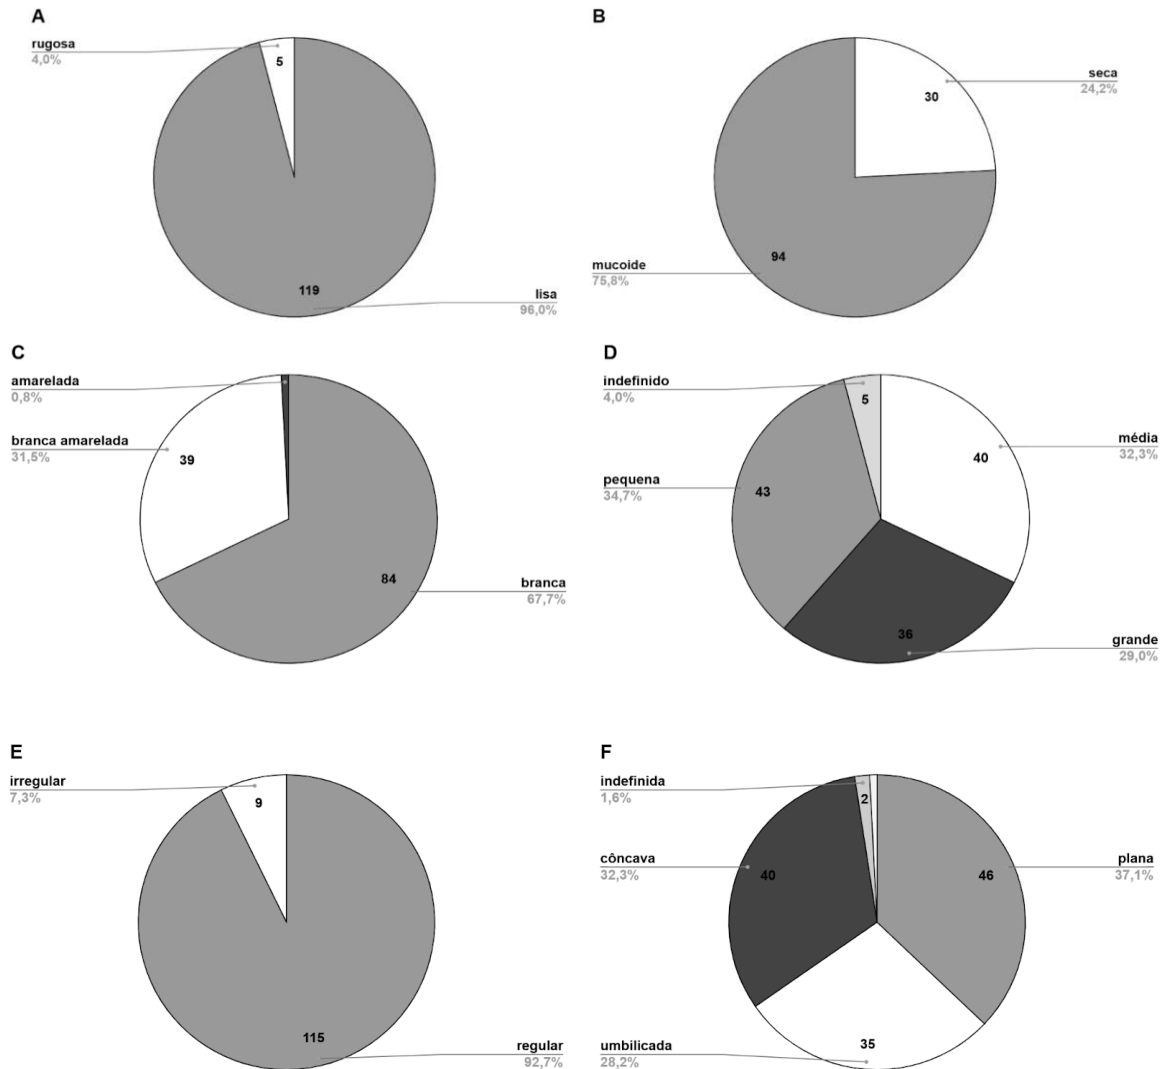 A
rugosa
4,0%
5
119
lisa
96,0%
B
seca
24,2%
30
94
mucoide
75,8%
C
amarelada
0,8%
branca amarelada
31,5%
39
84
branca
67,7%
D
indefinido
4,0%
5
média
32,3%
40
pequena
34,7%
43
36
grande
29,0%
E
irregular
7,3%
9
115
regular
92,7%
F
indefinida
1,6%
2
côncava
32,3%
40
46
plana
37,1%
umbilicada
28,2%
35